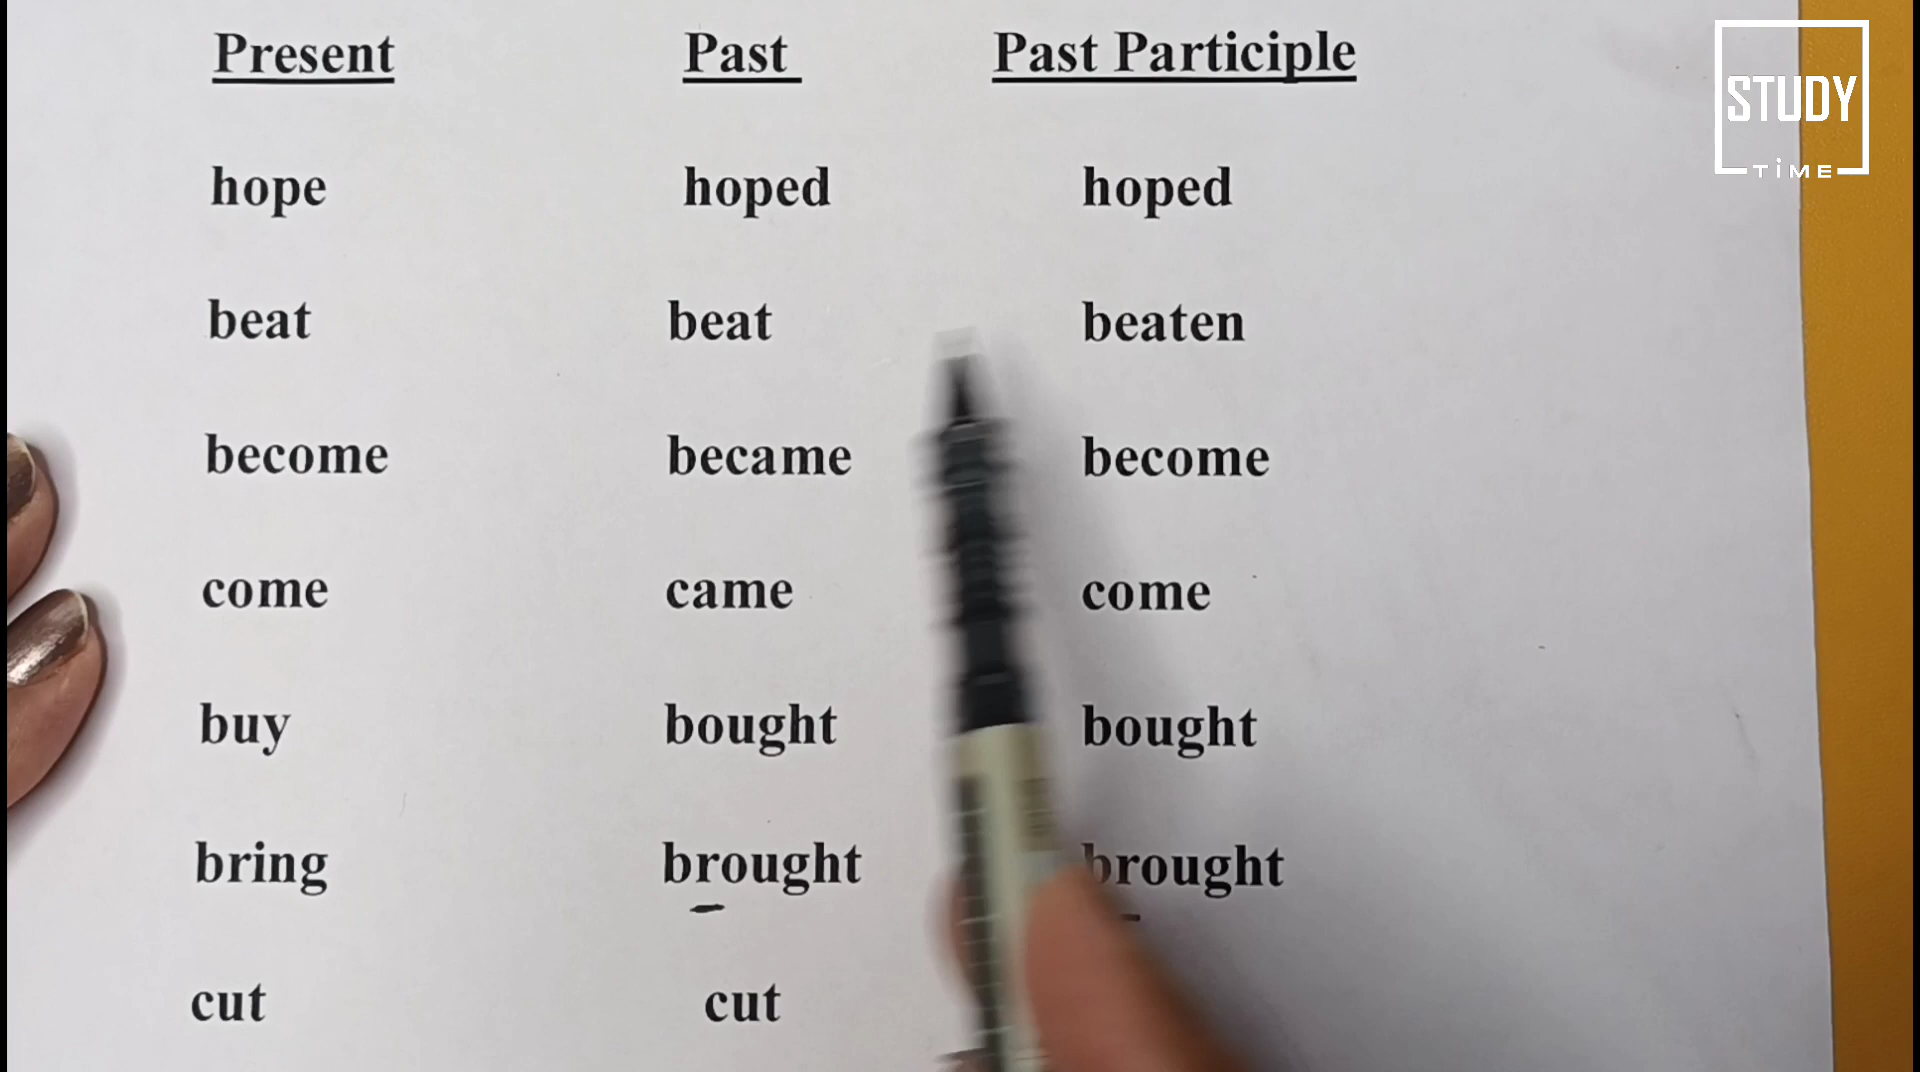 Present Past Past Participle
hope hoped hoped
beat beat beaten
become became become
come came come
buy bought bought
bring brought brought
cut cut
STUDY
TiME